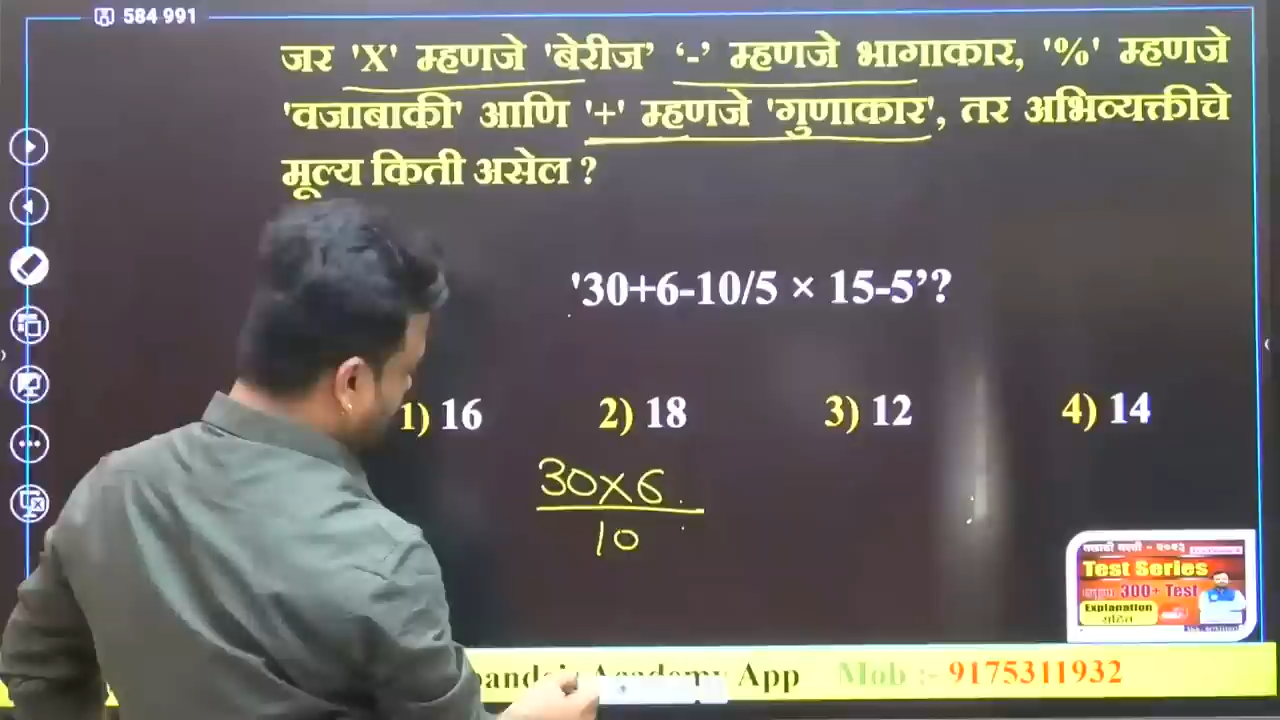 584 991
जर 'X' म्हणजे 'बेरीज' ‘-’ म्हणजे भागाकार, '%' म्हणजे
'वजाबाकी' आणि '+' म्हणजे 'गुणाकार', तर अभिव्यक्तीचे
मूल्य किती असेल ?
'30+6-10/5 × 15-5’?
1) 16 2) 18 3) 12 4) 14
30×6
10
Test Series
300+ Test
Explanation
सहित
Academy App Mob :- 9175311932